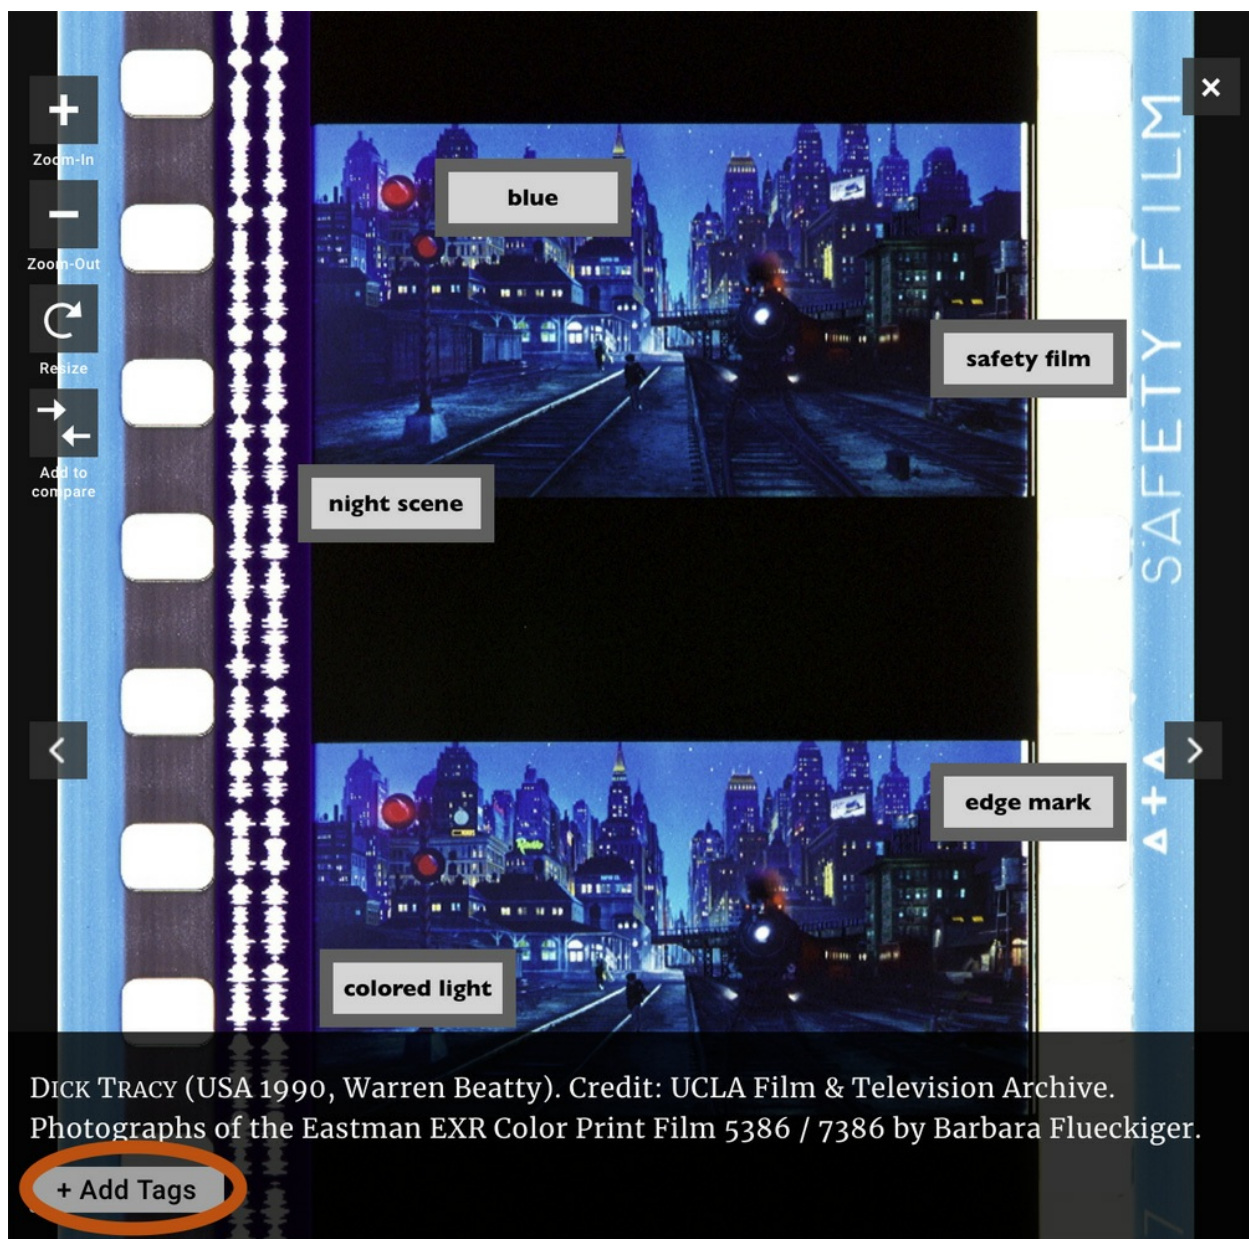 +
Zoom-In
−
Zoom-Out
Resize
Add to
compare
×
blue
safety film
night scene
edge mark
colored light
SAFETY FILM
Radio
<
>
DICK TRACY (USA 1990, Warren Beatty). Credit: UCLA Film & Television Archive.
Photographs of the Eastman EXR Color Print Film 5386 / 7386 by Barbara Flueckiger.
+ Add Tags
7